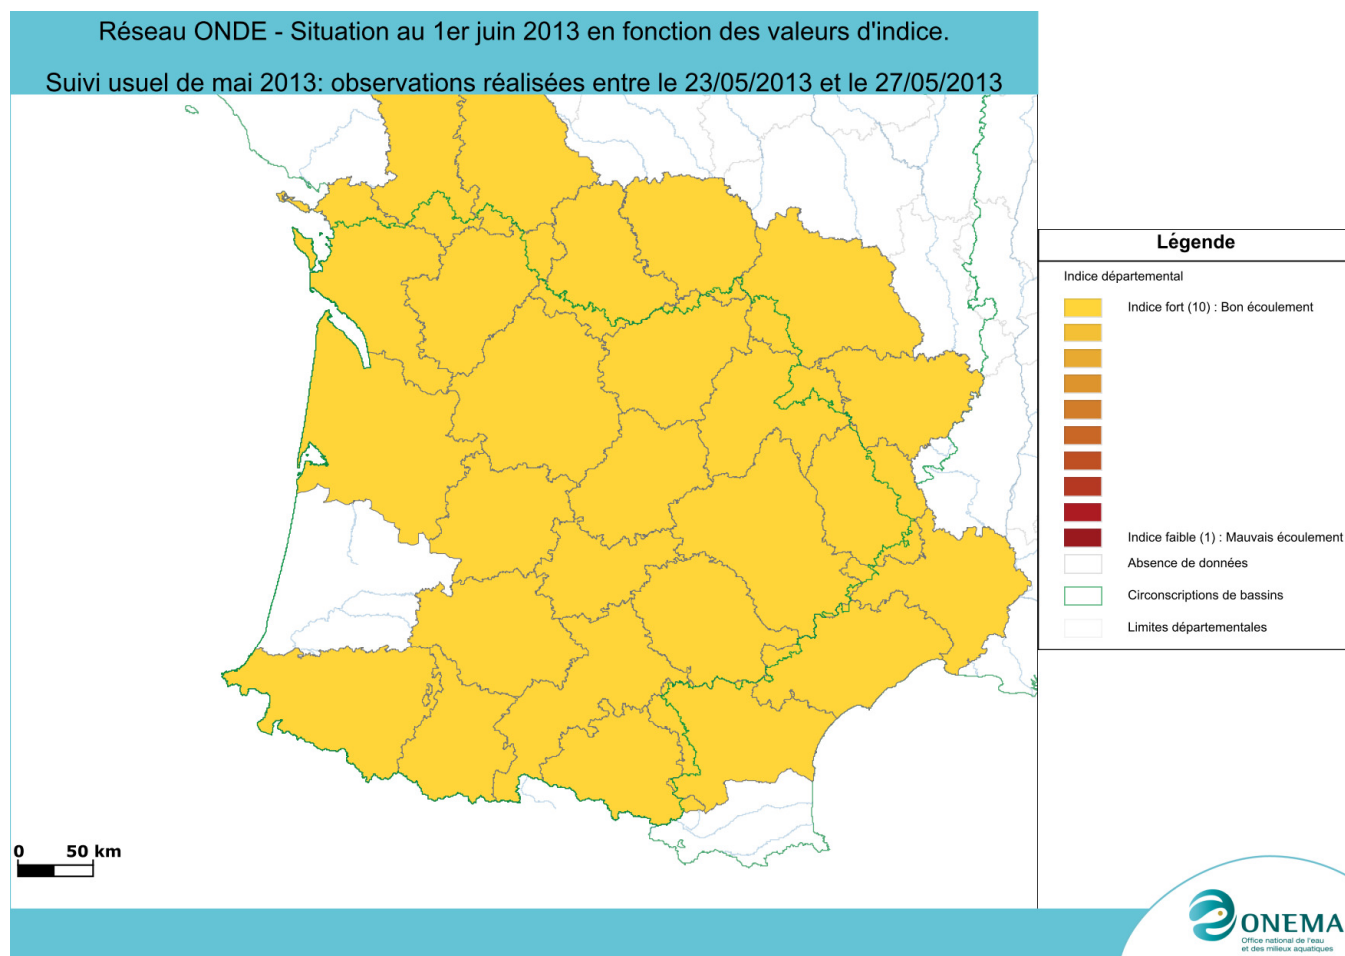 Réseau ONDE - Situation au 1er juin 2013 en fonction des valeurs d'indice.
Suivi usuel de mai 2013: observations réalisées entre le 23/05/2013 et le 27/05/2013
Légende
Indice départemental
Indice fort (10) : Bon écoulement
Indice faible (1) : Mauvais écoulement
Absence de données
Circonscriptions de bassins
Limites départementales
0 50 km
ONEMA
Office national de l'eau
et des milieux aquatiques